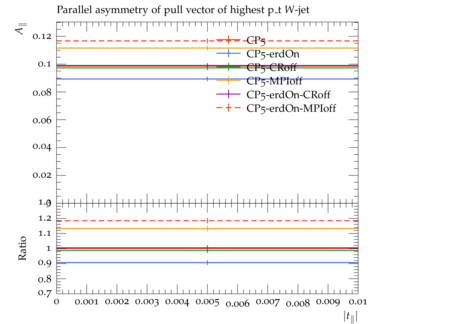 Parallel asymmetry of pull vector of highest p.t W-jet
A∥
0.12
0.1
0.08
0.06
0.04
0.02
CP5
CP5-erdOn
CP5-CRoff
CP5-MPIoff
CP5-erdOn-CRoff
CP5-erdOn-MPIoff
Ratio
1.2
1.1
1
0.9
0.8
0.7
0 0.001 0.002 0.003 0.004 0.005 0.006 0.007 0.008 0.009 0.01
|t∥|